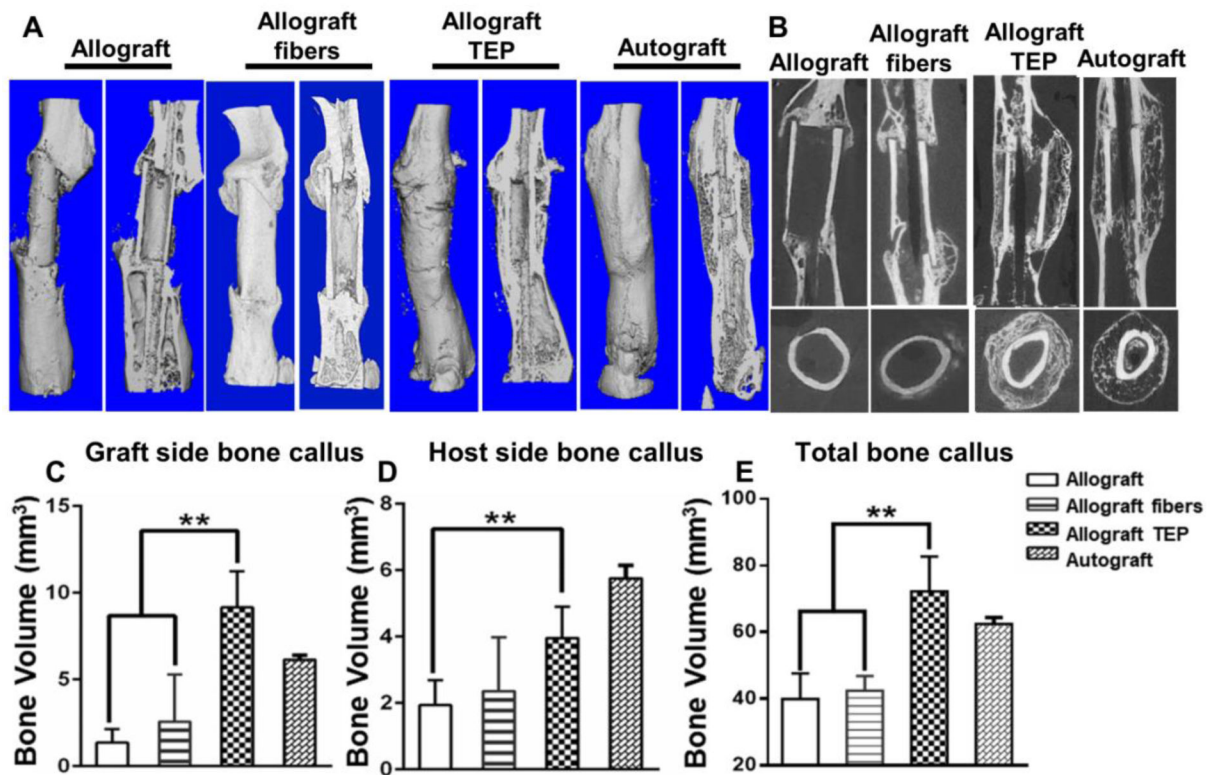 A
Allograft
Allograft
fibers
Allograft
TEP
Autograft
B
Allograft
Allograft
fibers
Allograft
TEP
Autograft
C
Graft side bone callus
Bone Volume (mm³)
15
10
5
0
**
D
Host side bone callus
Bone Volume (mm³)
8
6
4
2
0
**
E
Total bone callus
Bone Volume (mm³)
100
80
60
40
20
**
Allograft
Allograft fibers
Allograft TEP
Autograft